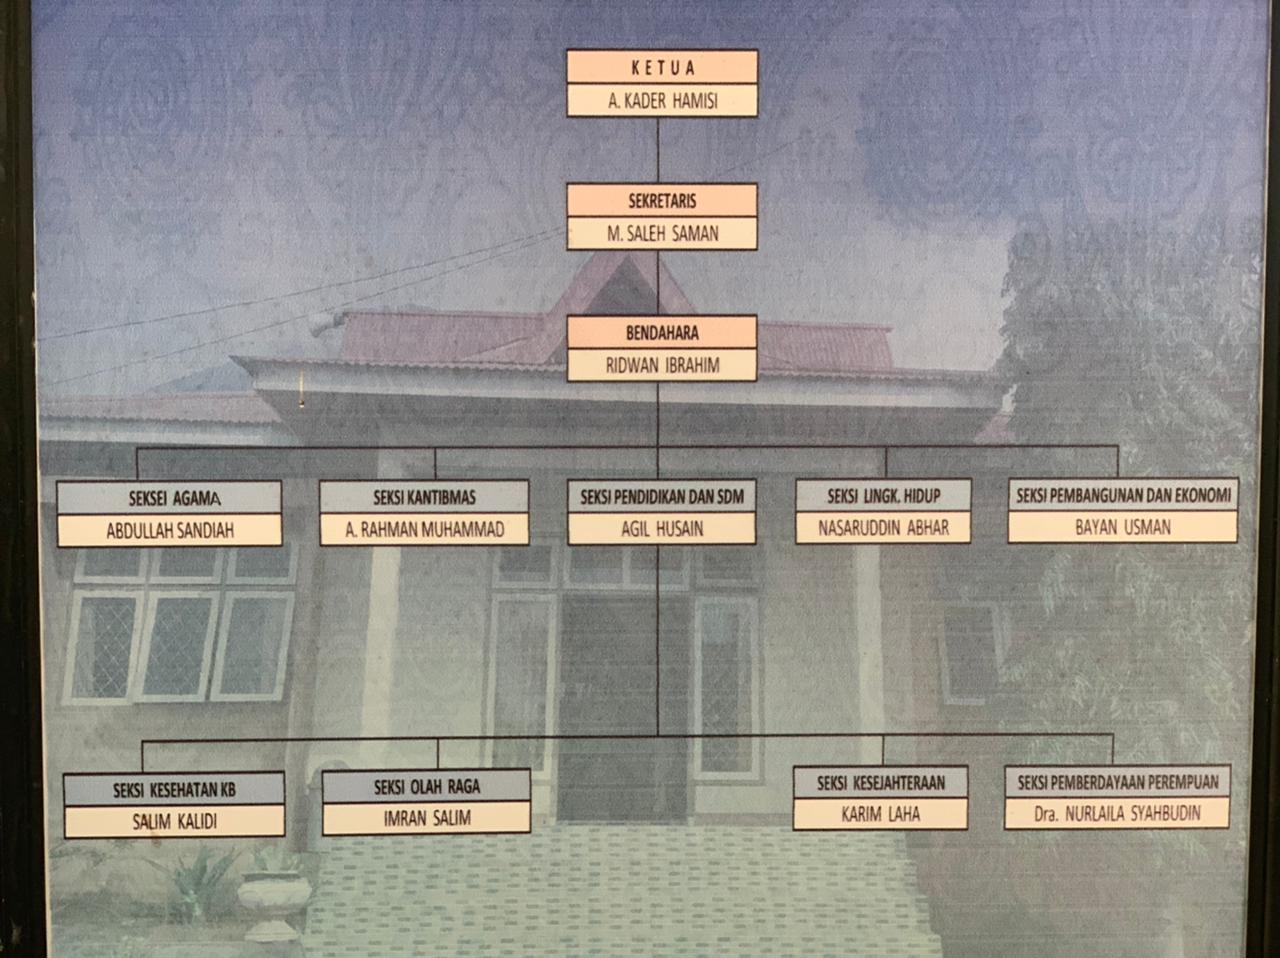 KETUA
A. KADER HAMISI
SEKRETARIS
M. SALEH SAMAN
BENDAHARA
RIDWAN IBRAHIM
SEKSEI AGAMA
ABDULLAH SANDIAH
SEKSI KANTIBMAS
A. RAHMAN MUHAMMAD
SEKSI PENDIDIKAN DAN SDM
AGIL HUSAIN
SEKSI LINGK, HIDUP
NASARUDDIN ABHAR
SEKSI PEMBANGUNAN DAN EKONOMI
BAYAN USMAN
SEKSI KESEHATAN KB
SALIM KALIDI
SEKSI OLAH RAGA
IMRAN SALIM
SEKSI KESEJAHTERAAN
KARIM LAHA
SEKSI PEMBERDAYAAN PEREMPUAN
Dra. NURLAILA SYAHBUDIN